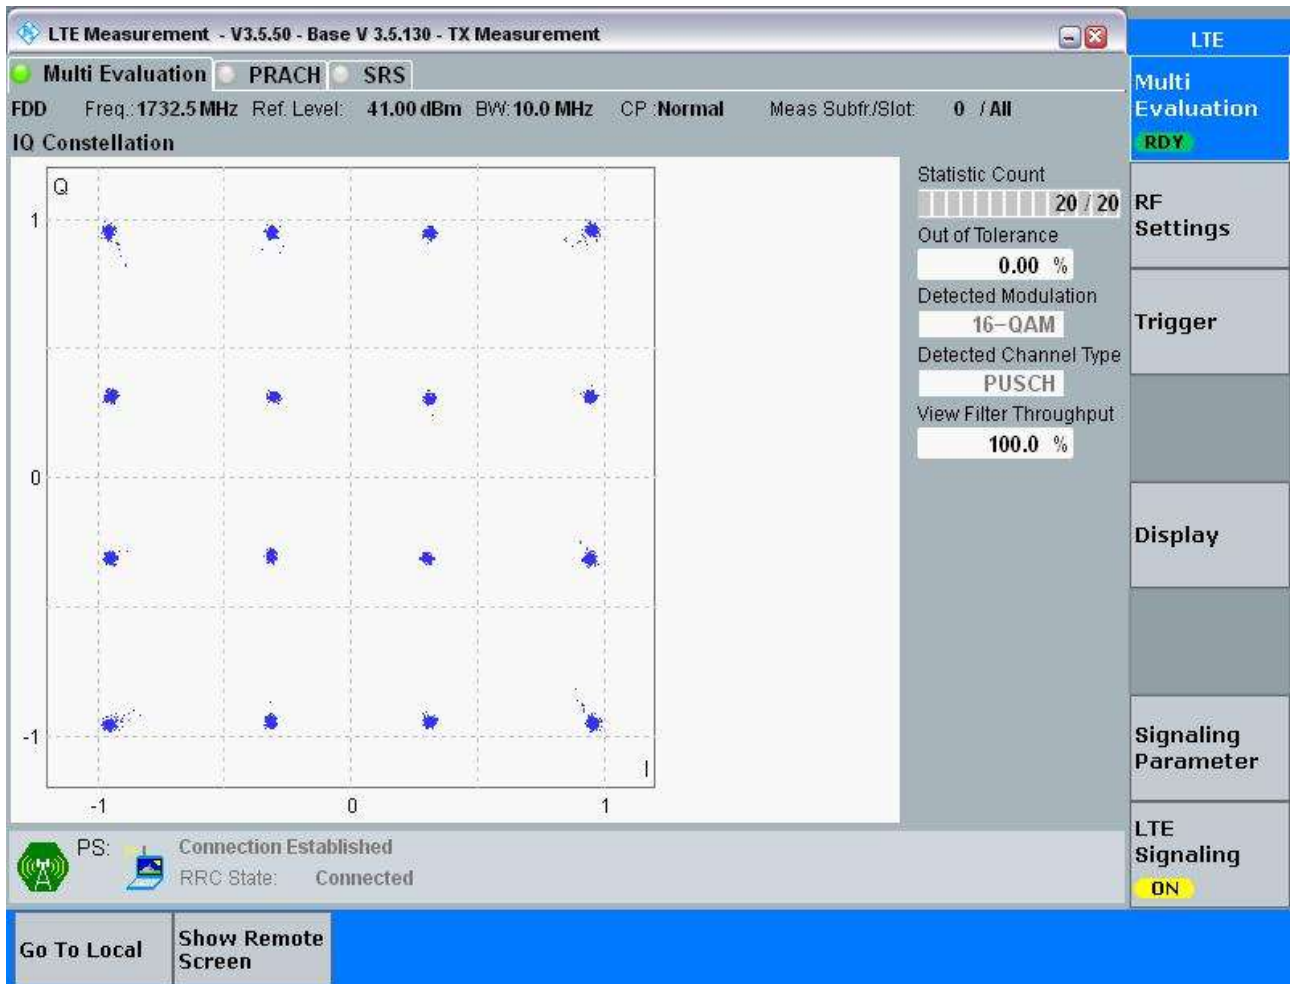 LTE Measurement - V3.5.50 - Base V 3.5.130 - TX Measurement
LTE
Multi Evaluation PRACH SRS
FDD Freq.: 1732.5 MHz Ref. Level: 41.00 dBm BW: 10.0 MHz CP :Normal Meas Subfr./Slot: 0 / All
IQ Constellation
Q
1
0
-1
I
-1 0 1
Statistic Count
20 / 20
Out of Tolerance
0.00 %
Detected Modulation
16-QAM
Detected Channel Type
PUSCH
View Filter Throughput
100.0 %
Multi
Evaluation
RDY
RF
Settings
Trigger
Display
Signaling
Parameter
LTE
Signaling
ON
PS: Connection Established
RRC State: Connected
Go To Local
Show Remote
Screen